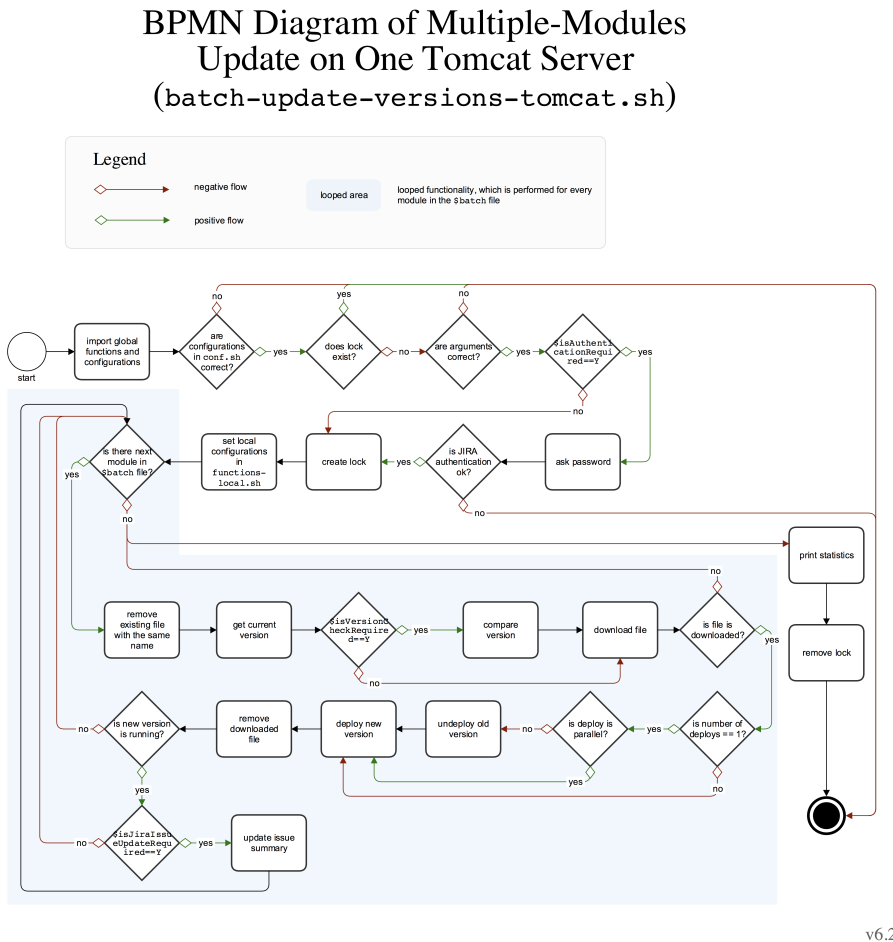 BPMN Diagram of Multiple-Modules
Update on One Tomcat Server
(batch-update-versions-tomcat.sh)
Legend
negative flow
positive flow
looped area
looped functionality, which is performed for every
module in the $batch file
no
yes
no
start
import global
functions and
configurations
are
configurations
in conf.sh
correct?
yes
does lock
exist?
no
are arguments
correct?
yes
$isAuthenti
cationRequi
red==Y
yes
no
is there next
module in
$batch file?
yes
no
set local
configurations
in
functions-
local.sh
create lock
yes
is JIRA
authentication
ok?
no
ask password
print statistics
no
remove
existing file
with the same
name
get current
version
$isVersionC
heckRequire
d==Y
yes
no
compare
version
download file
is file is
downloaded?
yes
remove lock
no
is new version
is running?
yes
remove
downloaded
file
deploy new
version
undeploy old
version
no
is deploy is
parallel?
yes
yes
is number of
deploys == 1?
no
no
$isJiraIssu
eUpdateRequ
ired==Y
yes
update issue
summary